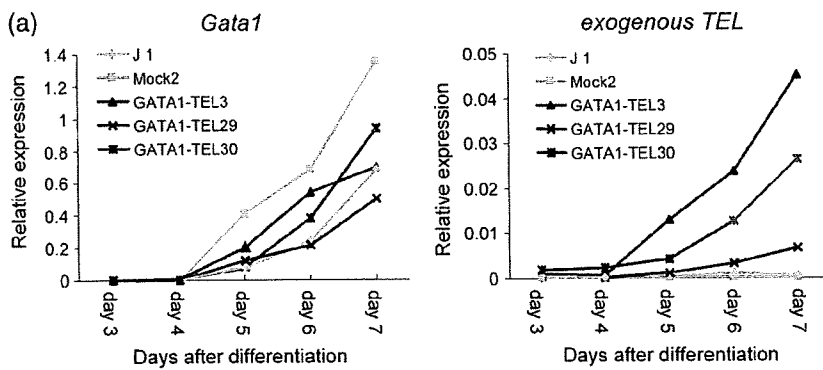 (a)
Gata1
J 1
Mock2
GATA1-TEL3
GATA1-TEL29
GATA1-TEL30
Relative expression
1.4
1.2
1
0.8
0.6
0.4
0.2
0
day 3
day 4
day 5
day 6
day 7
Days after differentiation
exogenous TEL
J 1
Mock2
GATA1-TEL3
GATA1-TEL29
GATA1-TEL30
Relative expression
0.05
0.04
0.03
0.02
0.01
0
day 3
day 4
day 5
day 6
day 7
Days after differentiation